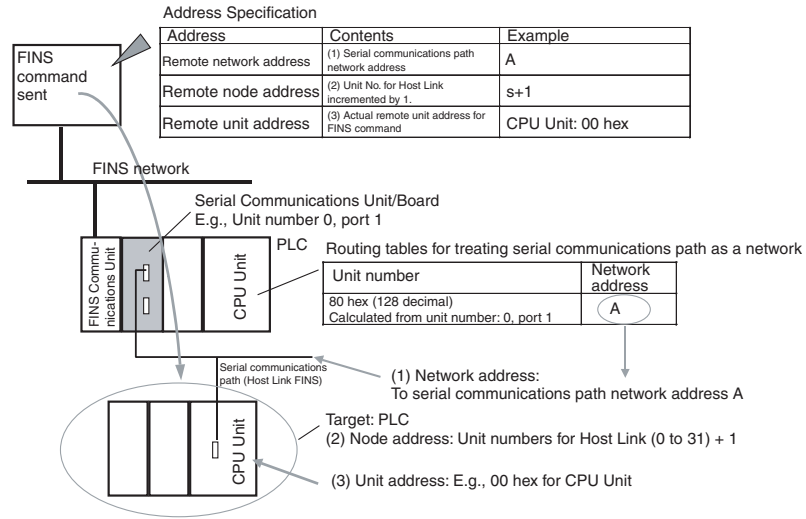 Address Specification
Address Contents Example
Remote network address (1) Serial communications path network address A
Remote node address (2) Unit No. for Host Link incremented by 1. s+1
Remote unit address (3) Actual remote unit address for FINS command CPU Unit: 00 hex
FINS
command
sent
FINS network
Serial Communications Unit/Board
E.g., Unit number 0, port 1
FINS Commu-
nications Unit
CPU Unit
PLC
Routing tables for treating serial communications path as a network
Unit number Network address
80 hex (128 decimal)
Calculated from unit number: 0, port 1
A
Serial communications
path (Host Link FINS)
(1) Network address:
To serial communications path network address A
Target: PLC
(2) Node address: Unit numbers for Host Link (0 to 31) + 1
CPU Unit
(3) Unit address: E.g., 00 hex for CPU Unit